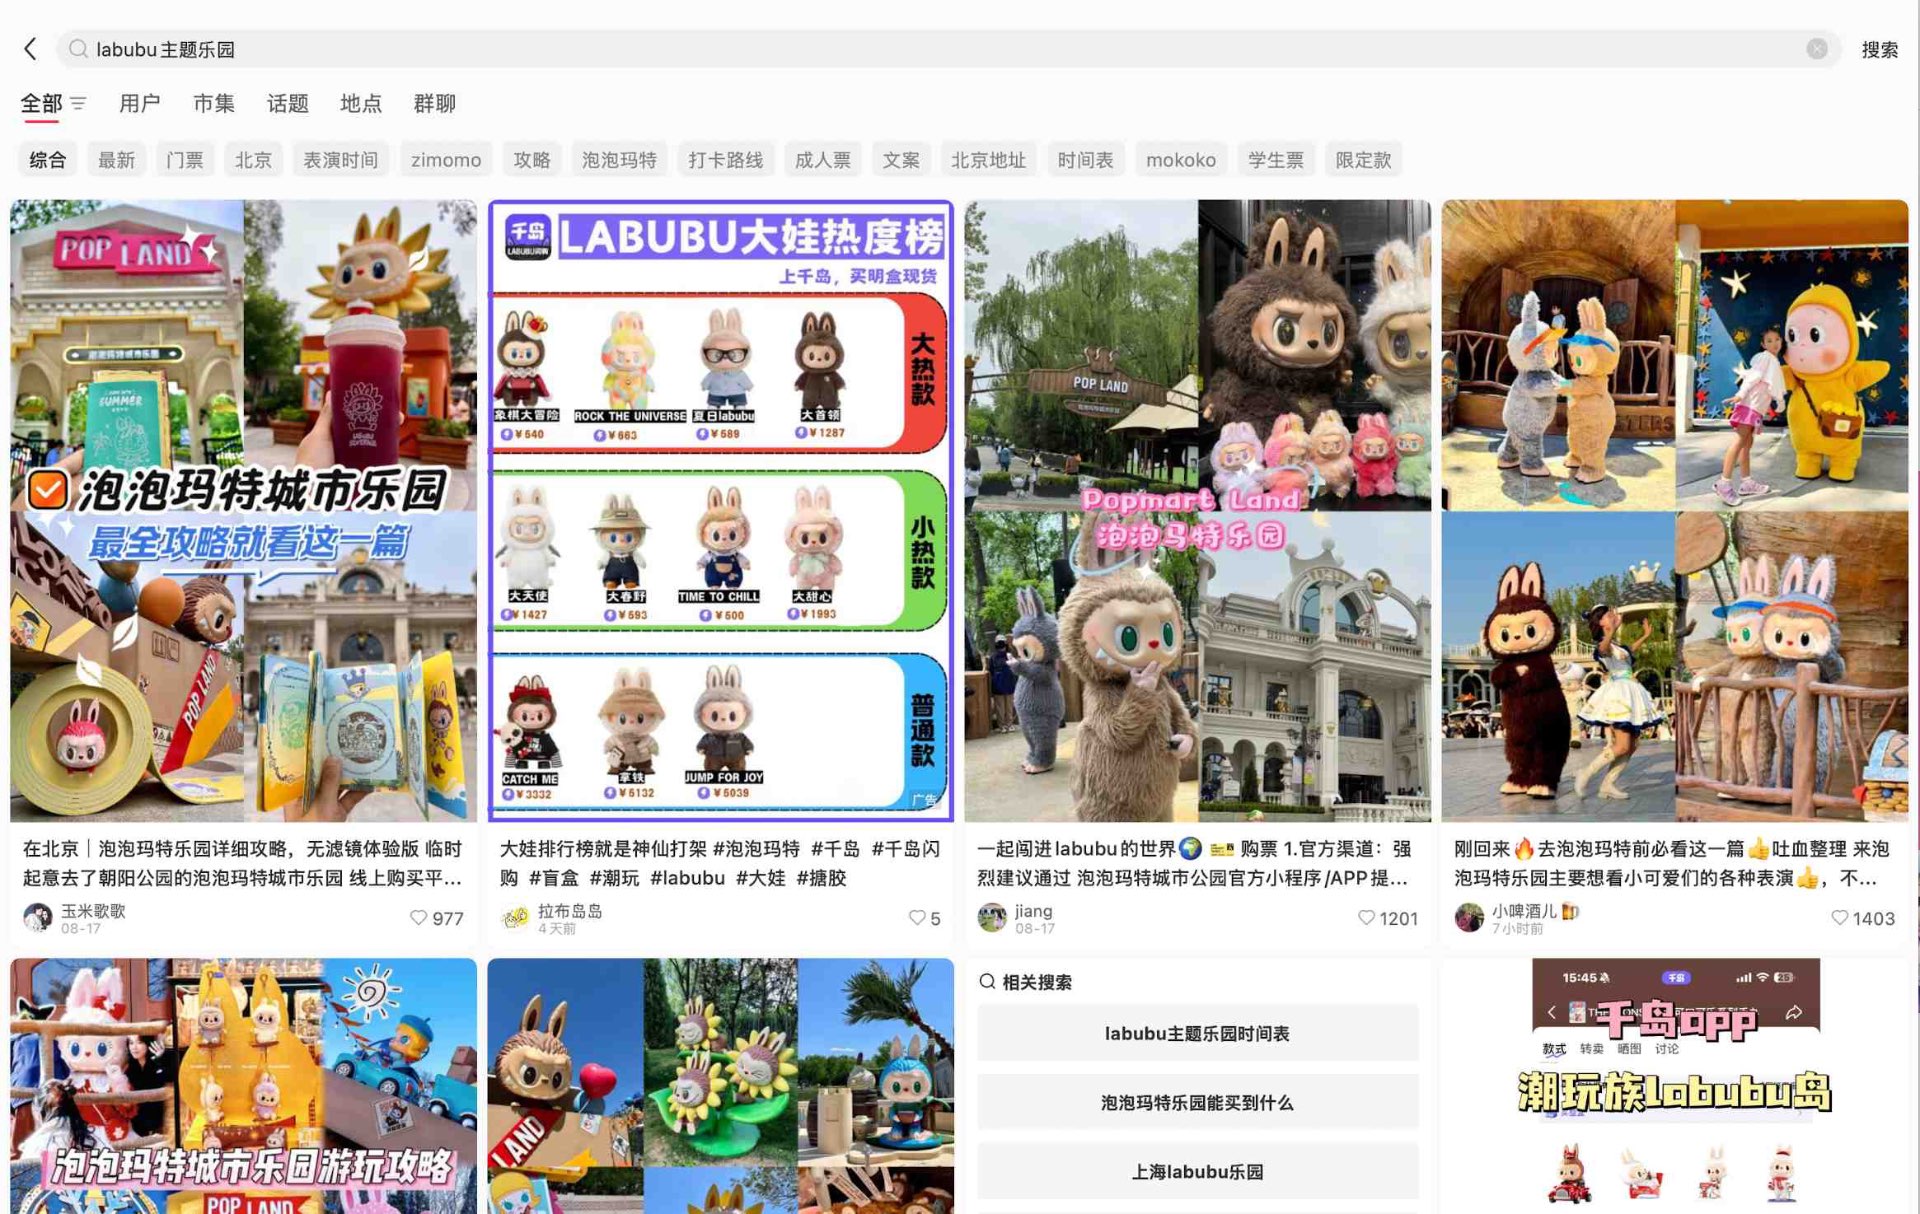 labubu主题乐园
搜索
全部
用户
市集
话题
地点
群聊
综合
最新
门票
北京
表演时间
zimomo
攻略
泡泡玛特
打卡路线
成人票
文案
北京地址
时间表
mokoko
学生票
限定款
POP LAND
泡泡玛特城市乐园
SUMMER
泡泡玛特城市乐园
最全攻略就看这一篇
POP LAND
在北京｜泡泡玛特乐园详细攻略，无滤镜体验版 临时
起意去了朝阳公园的泡泡玛特城市乐园 线上购买平...
玉米歌歌
08-17
977
千岛
LABUBU大娃热度榜
上千岛，买明盒现货
大热款
象棋大冒险
ROCK THE UNIVERSE
夏日labubu
大首领
¥640
¥663
¥589
¥1287
小热款
大天使
大春野
TIME TO CHILL
大甜心
¥1427
¥693
¥500
¥1993
普通款
CATCH ME
拿铁
JUMP FOR JOY
¥3332
¥6132
¥5039
广告
大娃排行榜就是神仙打架 #泡泡玛特 #千岛 #千岛闪
购 #盲盒 #潮玩 #labubu #大娃 #搪胶
拉布岛岛
4天前
5
POP LAND
Popmart Land
泡泡马特乐园
一起闯进labubu的世界🌍 🎫 购票 1.官方渠道：强
烈建议通过 泡泡玛特城市公园官方小程序/APP提...
jiang
08-17
1201
刚回来🔥去泡泡玛特前必看这一篇👍吐血整理 来泡
泡玛特乐园主要想看小可爱们的各种表演👍，不...
小啤酒儿🍺
7小时前
1403
泡泡玛特城市乐园游玩攻略
POP LAND
LAND
相关搜索
labubu主题乐园时间表
泡泡玛特乐园能买到什么
上海labubu乐园
15:45
千岛
25
千岛app
款式
转卖
晒图
讨论
潮玩族labubu岛